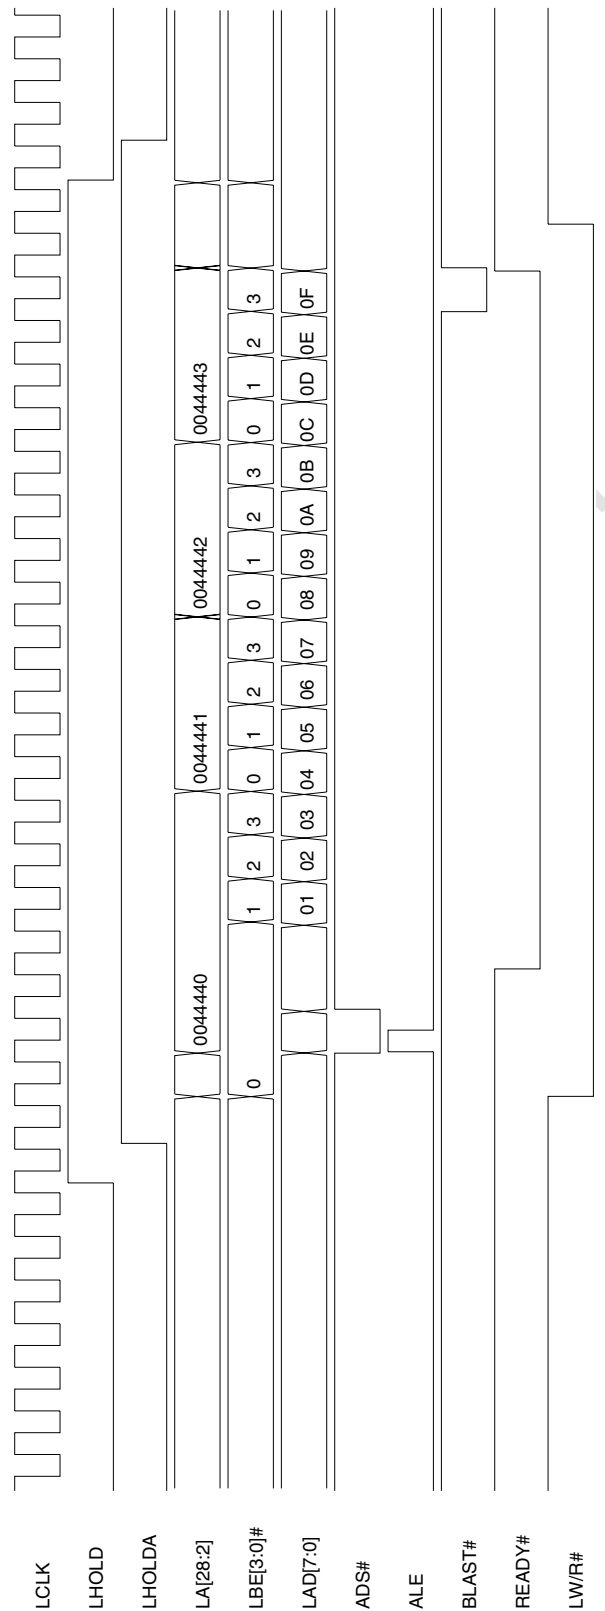 LCLK
LHOLD
LHOLDA
LA[28:2] 0044440 0044441 0044442 0044443
LBE[3:0]# 0 1 2 3 0 1 2 3 0 1 2 3 0 1 2 3
LAD[7:0] 01 02 03 04 05 06 07 08 09 0A 0B 0C 0D 0E 0F
ADS#
ALE
BLAST#
READY#
LW/R#